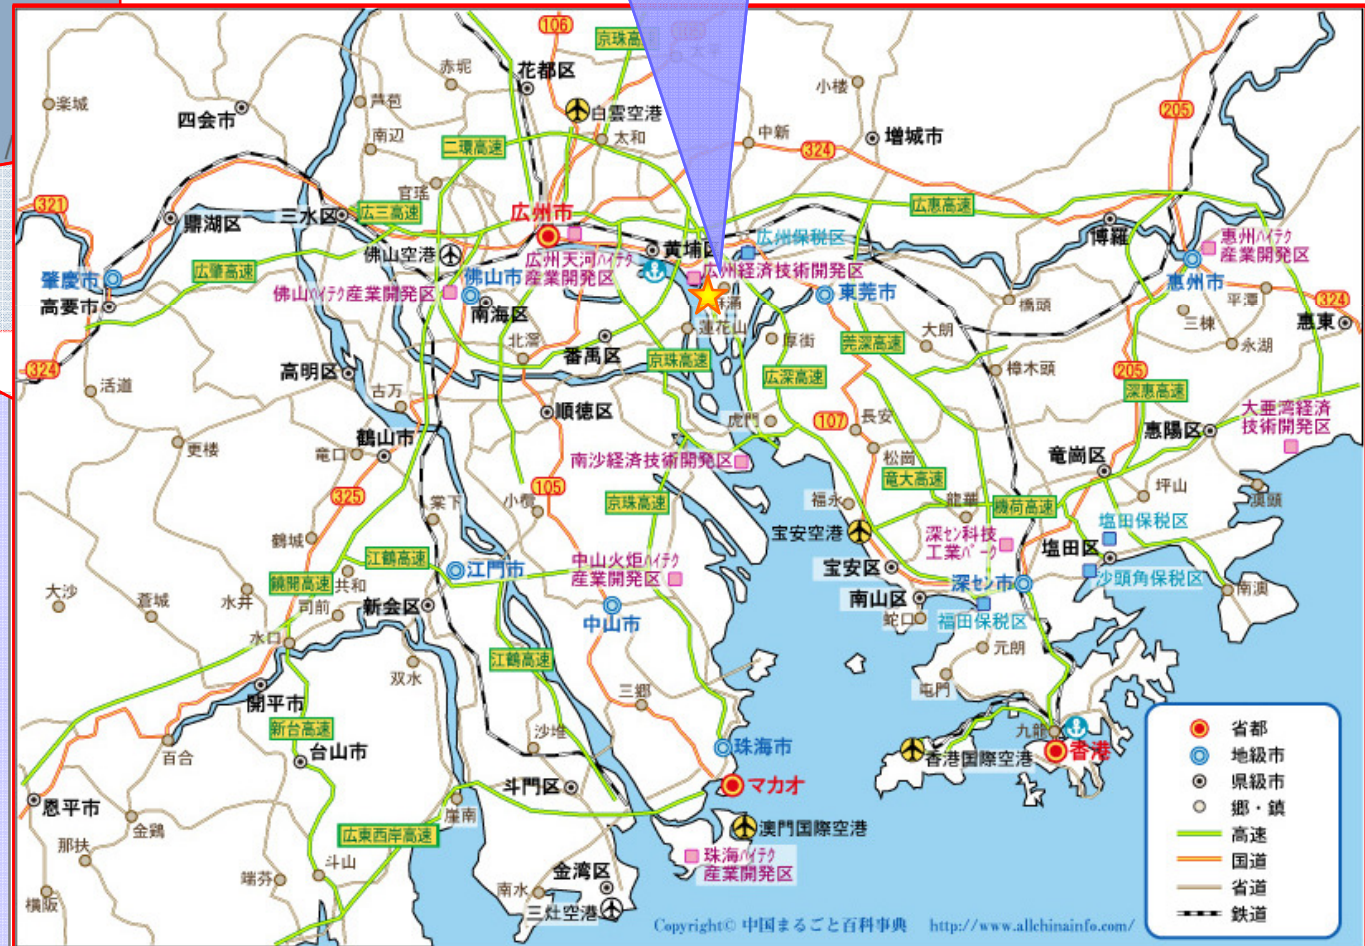 106
京珠高
大平
赤坭
花都区
楽城
四会市
芦苞
白雲空港
小楼
205
南辺
太和
中新
増城市
二環高速
324
官瑶
321
広三高速
三水区
広州市
広恵高速
鼎湖区
黄埔区
広州保税区
博羅
恵州ハイテク
産業開発区
佛山空港
広州天河ハイテク
産業開発区
広州経済技術開発区
肇慶市
広肇高速
佛山市
佛山ハイテク産業開発区
東莞市
恵州市
高要市
南海区
平潭
324
橋頭
三棟
恵東
蓮花山
厚街
大朗
莞深高速
永湖
北滘
番禺区
京珠高速
324
高明区
広深高速
樟木頭
205
活道
深恵高速
古万
順徳区
虎門
107
長安
大亜湾経済
技術開発区
鶴山市
恵陽区
更楼
竜口
南沙経済技術開発区
松崗
竜崗区
竜大高速
325
105
坪山
澳頭
棠下
京珠高速
福永
龍華
機荷高速
塩田保税区
宝安空港
深セン科技
工業パーク
鶴城
塩田区
江鶴高速
江門市
中山火炬ハイテク
産業開発区
宝安区
共和
鐃開高速
深セン市
沙頭角保税区
大沙
蒼城
水井
司前
新会区
南山区
南澳
中山市
蛇口
福田保税区
水口
元朗
江鶴高速
双水
屯門
開平市
三郷
省都
新台高速
沙堆
九龍
地級市
百合
台山市
珠海市
香港国際空港
香港
県級市
斗門区
マカオ
恩平市
郷・鎮
崖南
金鶏
澳門国際空港
高速
広東西岸高速
那扶
斗山
珠海ハイテク
産業開発区
国道
端芬
金湾区
省道
横陂
南水
三灶空港
鉄道
Copyright© 中国まるごと百科事典 http://www.allchinainfo.com/